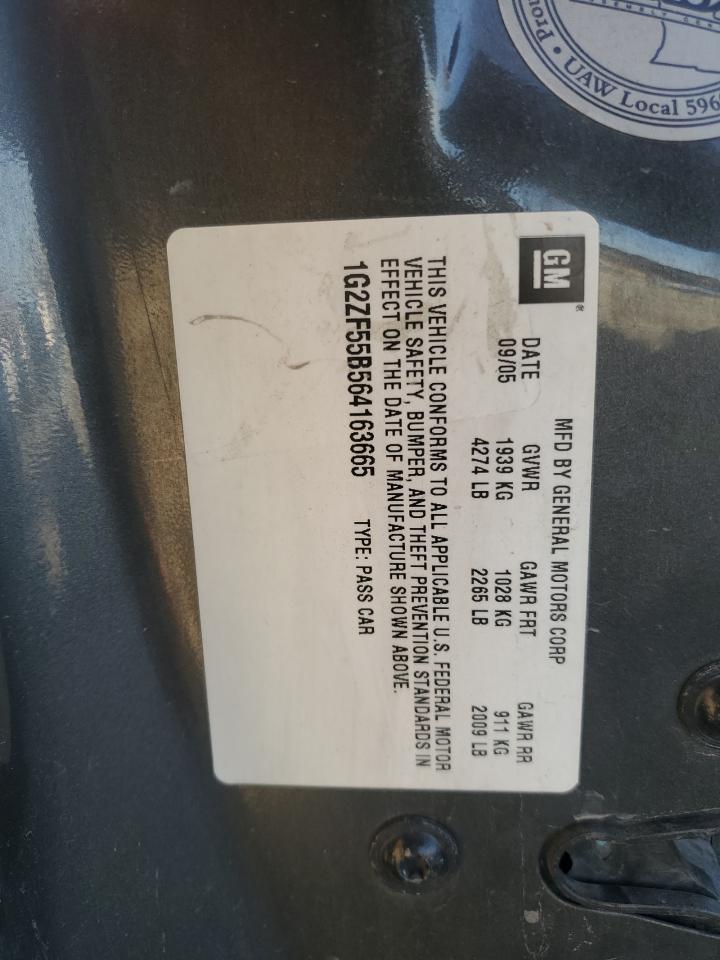 GM
®
MFD BY GENERAL MOTORS CORP
DATE GVWR GAWR FRT GAWR RR
09/05 1939 KG 1028 KG 911 KG
4274 LB 2265 LB 2009 LB
THIS VEHICLE CONFORMS TO ALL APPLICABLE U.S. FEDERAL MOTOR
VEHICLE SAFETY, BUMPER, AND THEFT PREVENTION STANDARDS IN
EFFECT ON THE DATE OF MANUFACTURE SHOWN ABOVE.
1G2ZF55B564163665 TYPE: PASS CAR
• UAW Local 596